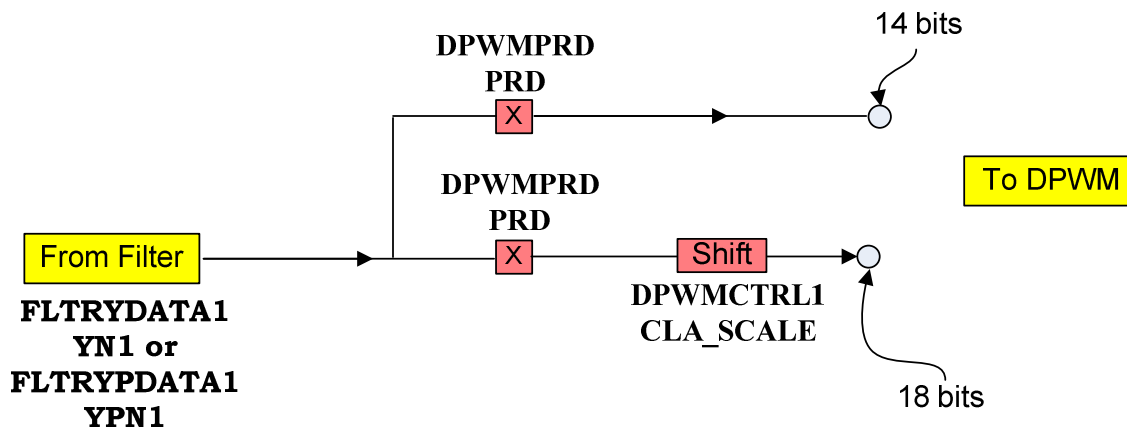 14 bits
DPWMPRD
PRD
X
To DPWM
DPWMPRD
PRD
From Filter
X
Shift
FLTRYDATA1
YN1 or
FLTRYPDATA1
YPN1
DPWMCTRL1
CLA_SCALE
18 bits